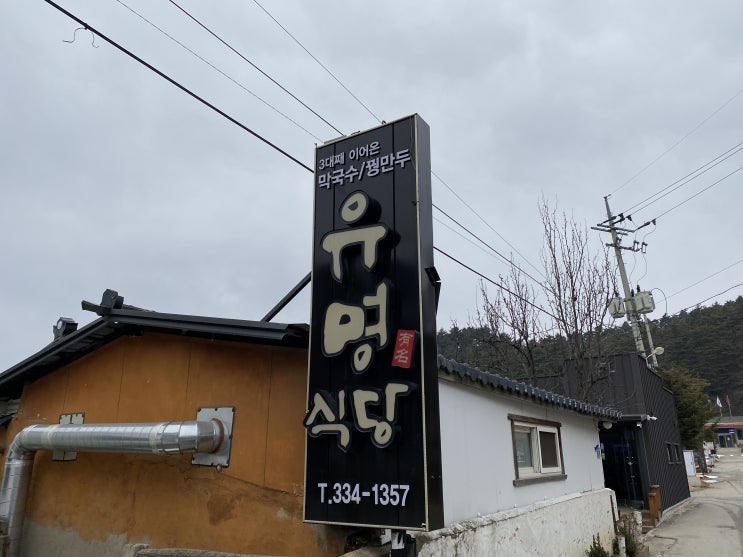 3대째 이어온
막국수/꿩만두
유명
有名
식당
T.334-1357